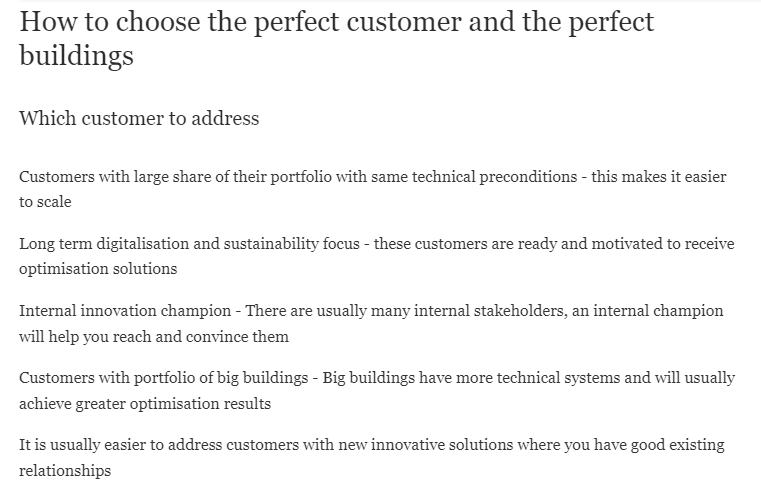 How to choose the perfect customer and the perfect
buildings
Which customer to address
Customers with large share of their portfolio with same technical preconditions - this makes it easier
to scale
Long term digitalisation and sustainability focus - these customers are ready and motivated to receive
optimisation solutions
Internal innovation champion - There are usually many internal stakeholders, an internal champion
will help you reach and convince them
Customers with portfolio of big buildings - Big buildings have more technical systems and will usually
achieve greater optimisation results
It is usually easier to address customers with new innovative solutions where you have good existing
relationships